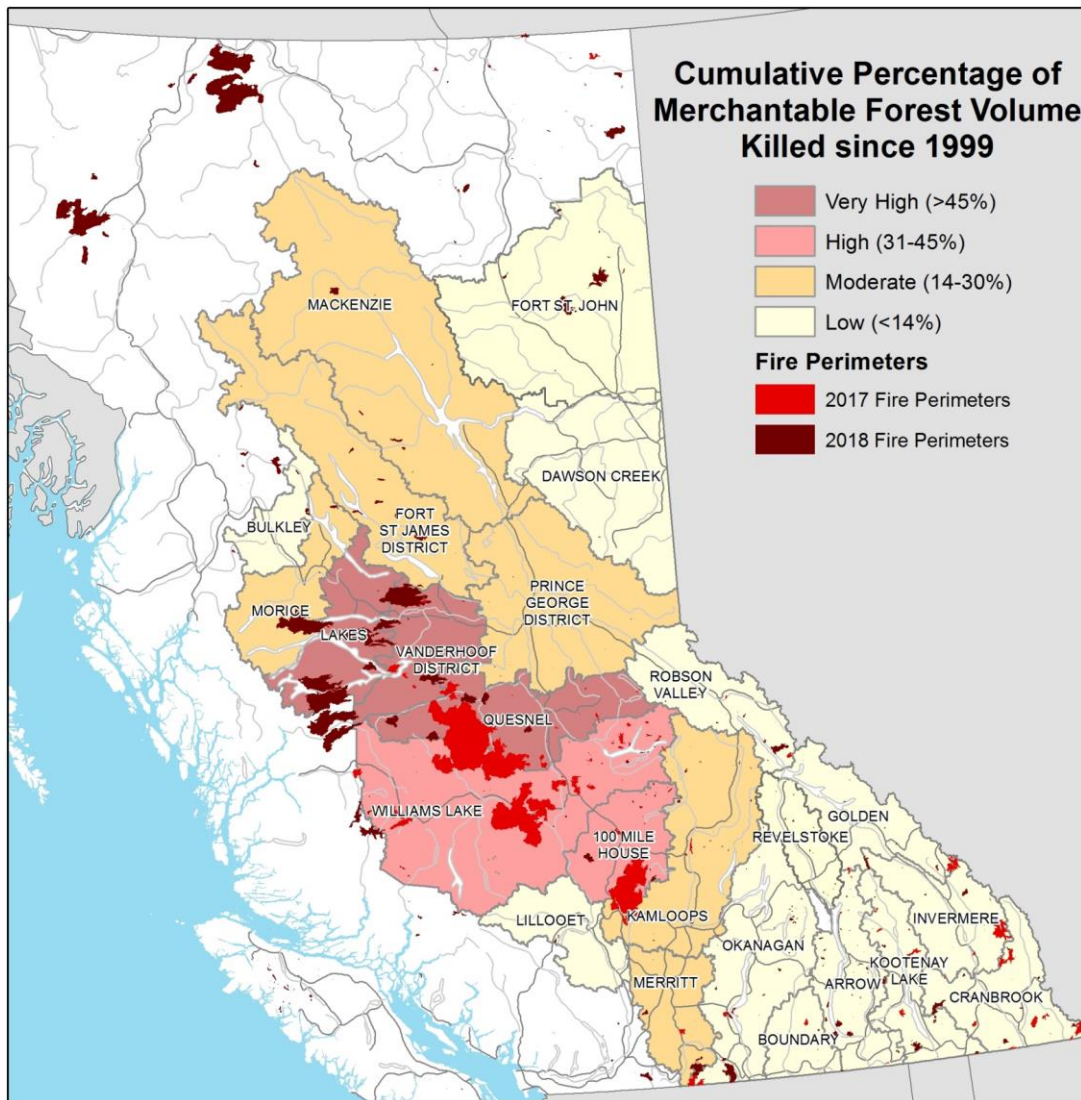 Cumulative Percentage of
Merchantable Forest Volume
Killed since 1999
Very High (>45%)
High (31-45%)
Moderate (14-30%)
Low (<14%)
Fire Perimeters
2017 Fire Perimeters
2018 Fire Perimeters
MACKENZIE
FORT ST. JOHN
DAWSON CREEK
BULKLEY
FORT
ST JAMES
DISTRICT
PRINCE
GEORGE
DISTRICT
MORICE
LAKES
VANDERHOOF
DISTRICT
ROBSON
VALLEY
QUESNEL
WILLIAMS LAKE
100 MILE
HOUSE
GOLDEN
REVELSTOKE
LILLOOET
KAMLOOPS
INVERMERE
OKANAGAN
KOOTENAY
LAKE
MERRITT
ARROW
CRANBROOK
BOUNDARY